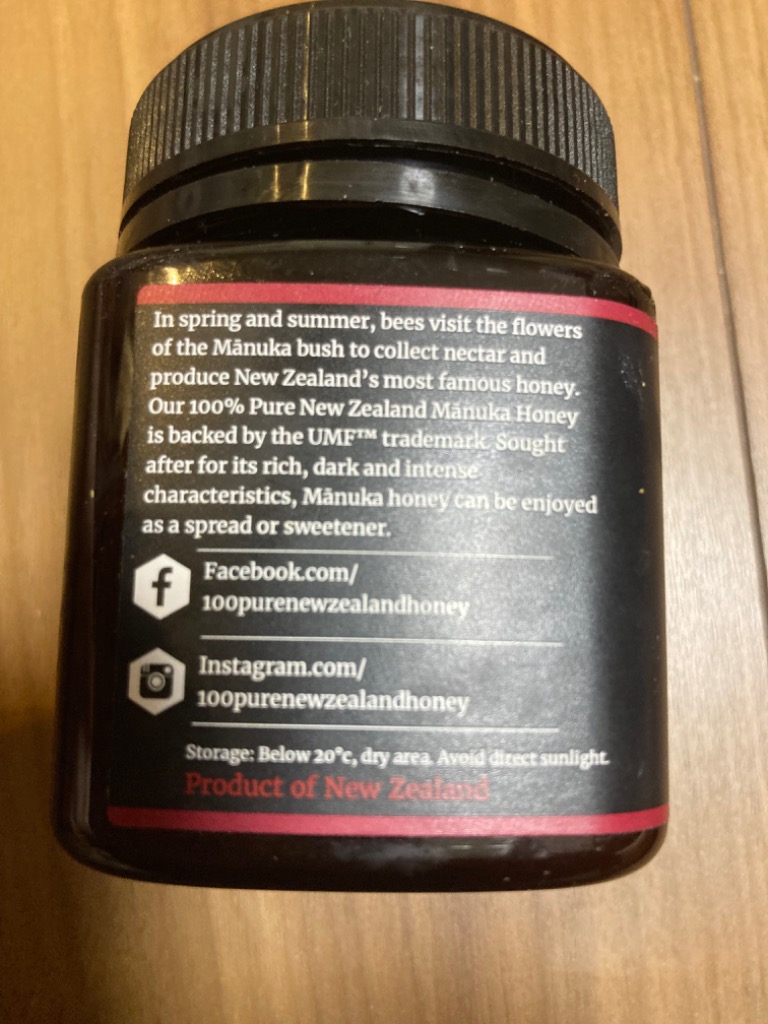 In spring and summer, bees visit the flowers
of the Mānuka bush to collect nectar and
produce New Zealand's most famous honey.
Our 100% Pure New Zealand Mānuka Honey
is backed by the UMF™ trademark. Sought
after for its rich, dark and intense
characteristics, Mānuka honey can be enjoyed
as a spread or sweetener.
Facebook.com/
100purenewzealandhoney
Instagram.com/
100purenewzealandhoney
Storage: Below 20°c, dry area. Avoid direct sunlight.
Product of New Zealand